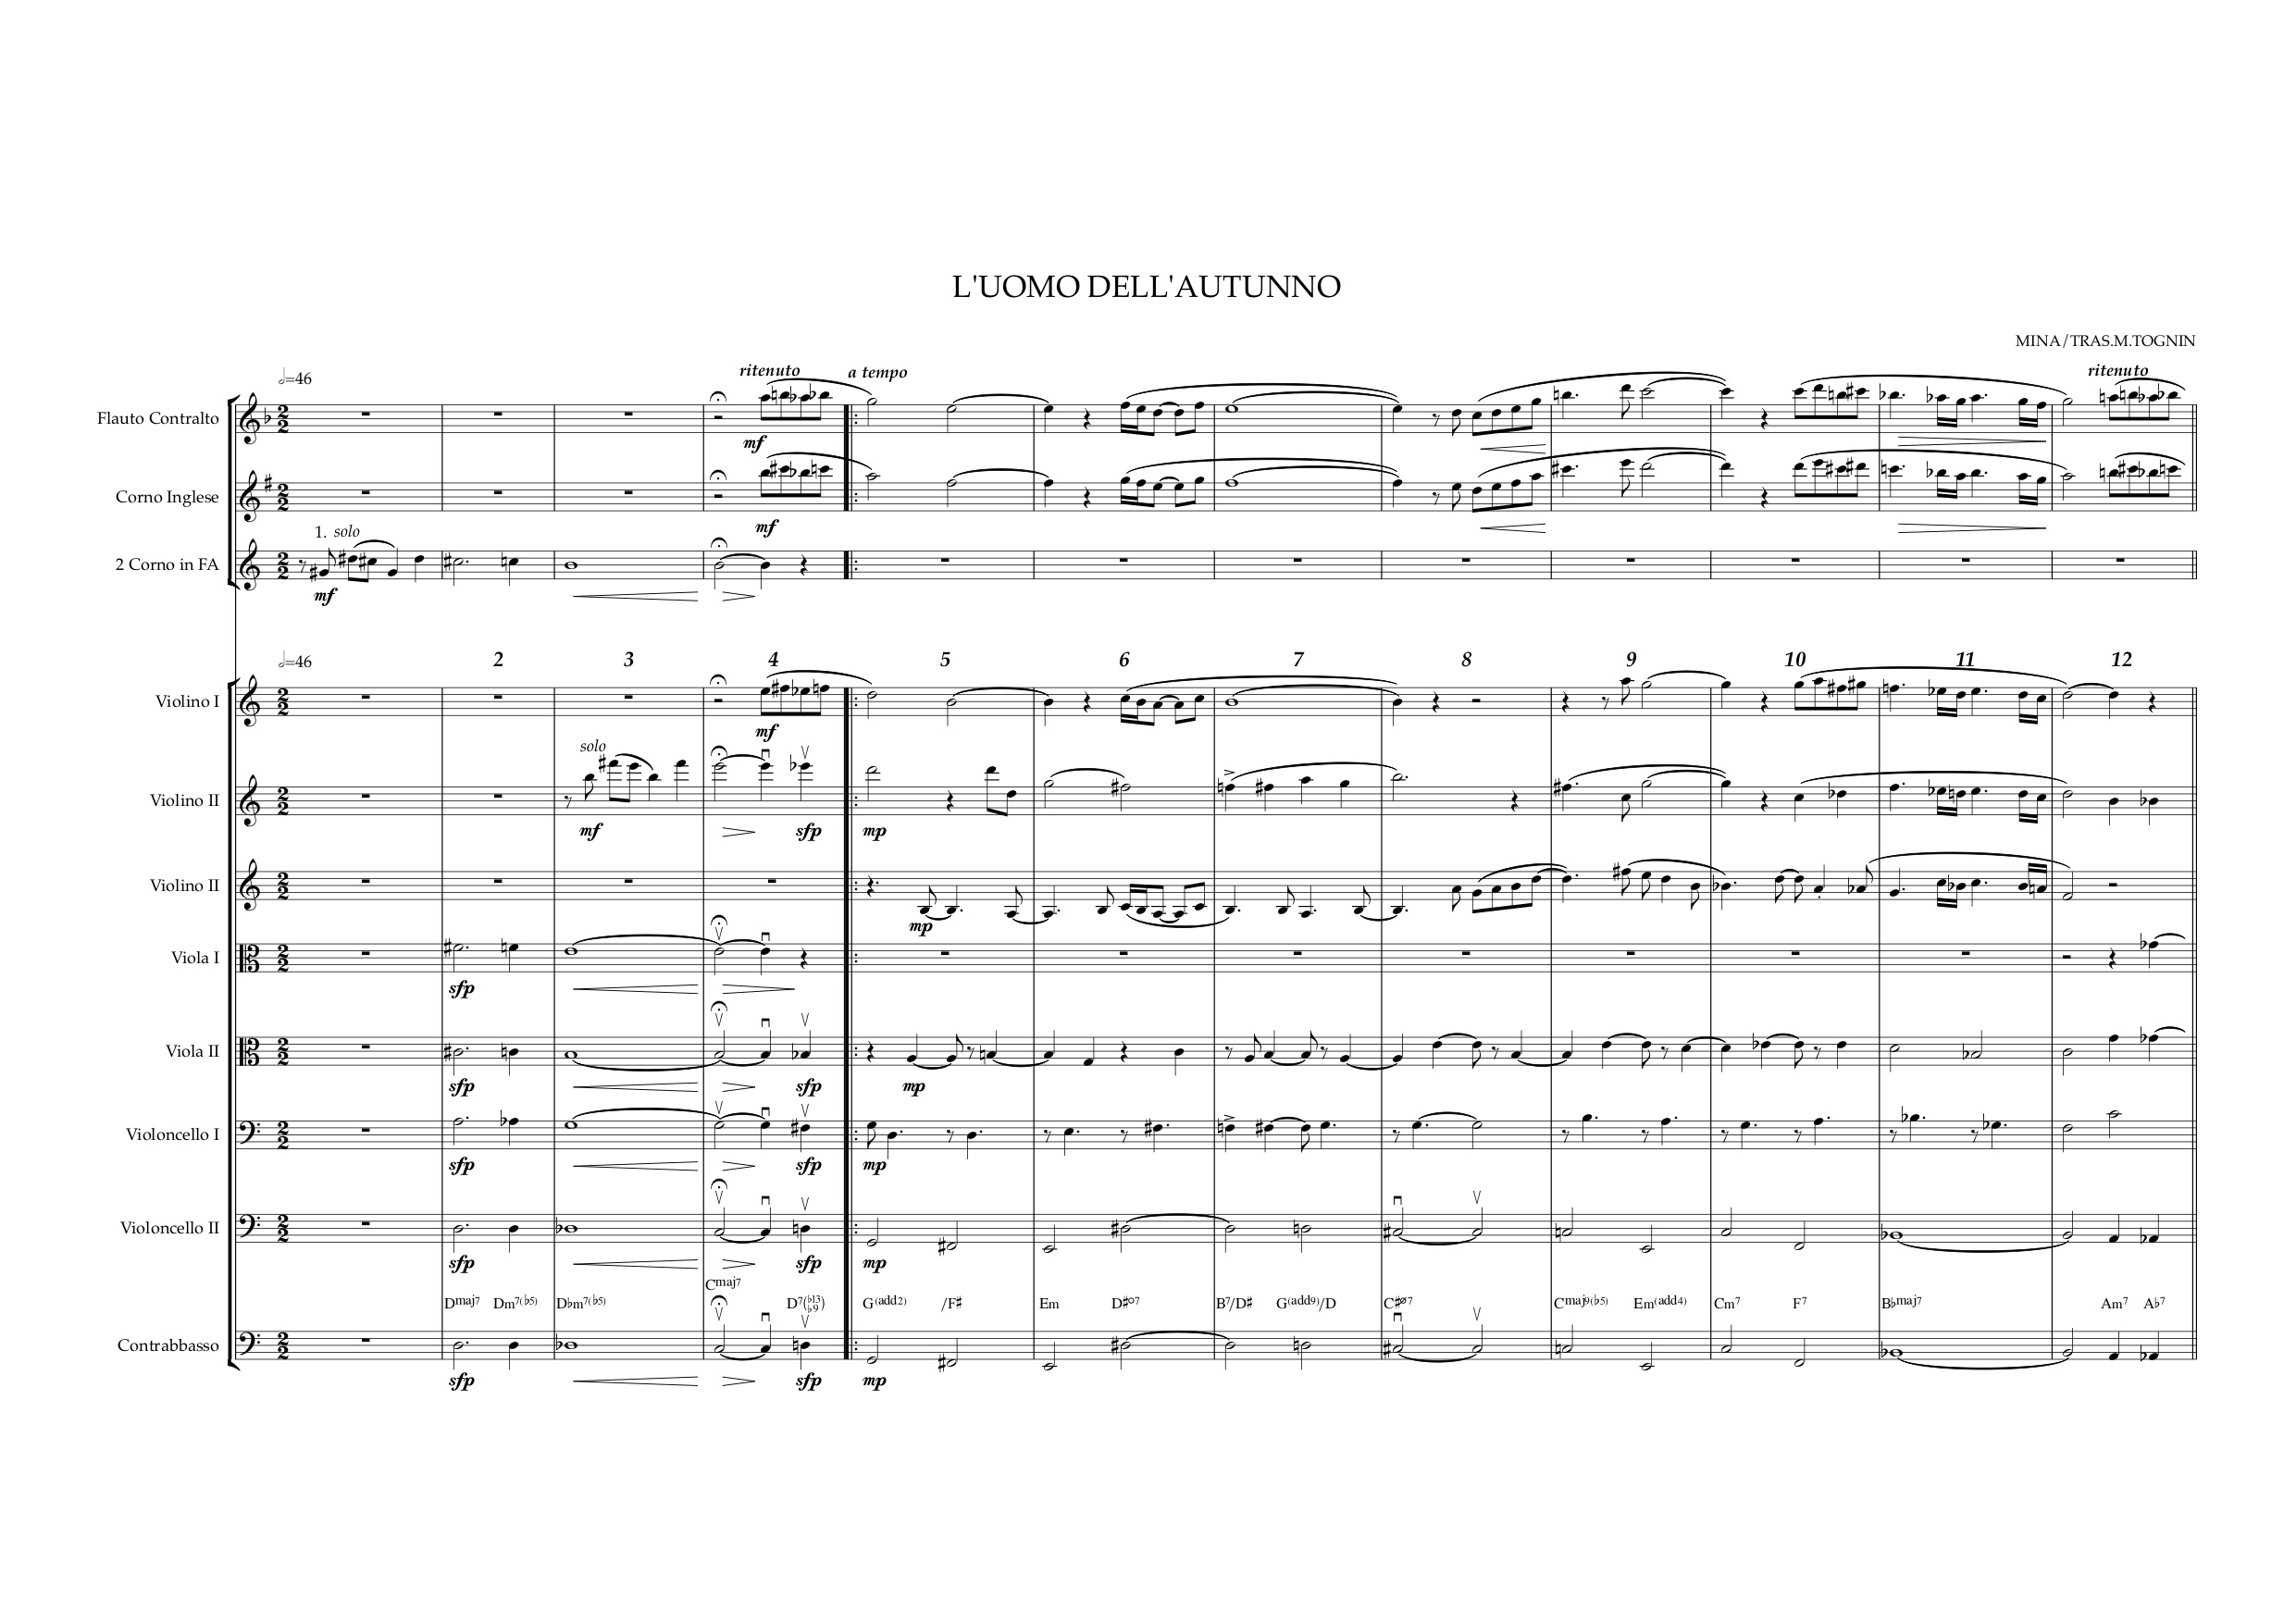 L'UOMO DELL'AUTUNNO
MINA/TRAS.M.TOGNIN
𝅗𝅥=46
ritenuto
a tempo
ritenuto
Flauto Contralto
mf
Corno Inglese
mf
1. solo
2 Corno in FA
mf
𝅗𝅥=46 2 3 4 5 6 7 8 9 10 11 12
Violino I
mf
solo
Violino II
mf sfp mp
Violino II
mp
Viola I
sfp
Viola II
sfp sfp mp
Violoncello I
sfp sfp mp
Violoncello II
sfp sfp mp
Dmaj7 Dm7(♭5) D♭m7(♭5) Cmaj7 D7(♭13 ♭9) G(add2) /F♯ Em D♯o7 B7/D♯ G(add9)/D C♯ø7 Cmaj9(♭5) Em(add4) Cm7 F7 B♭maj7 Am7 A♭7
Contrabbasso
sfp sfp mp